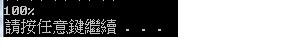 100%
請按任意鍵繼續 . . .